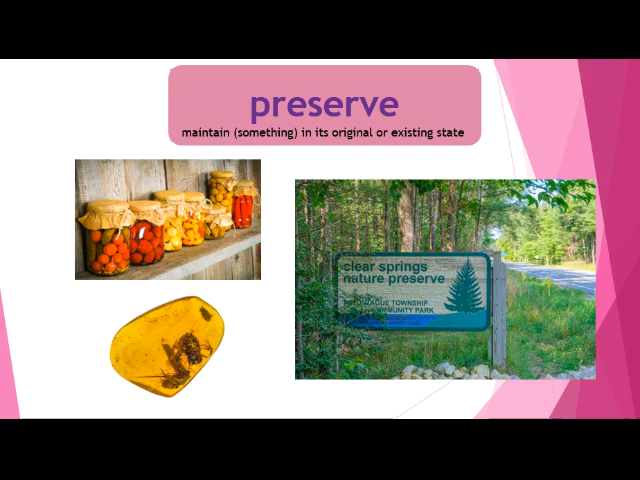 preserve
maintain (something) in its original or existing state
clear springs
nature preserve
TOWNSHIP
COMMUNITY PARK